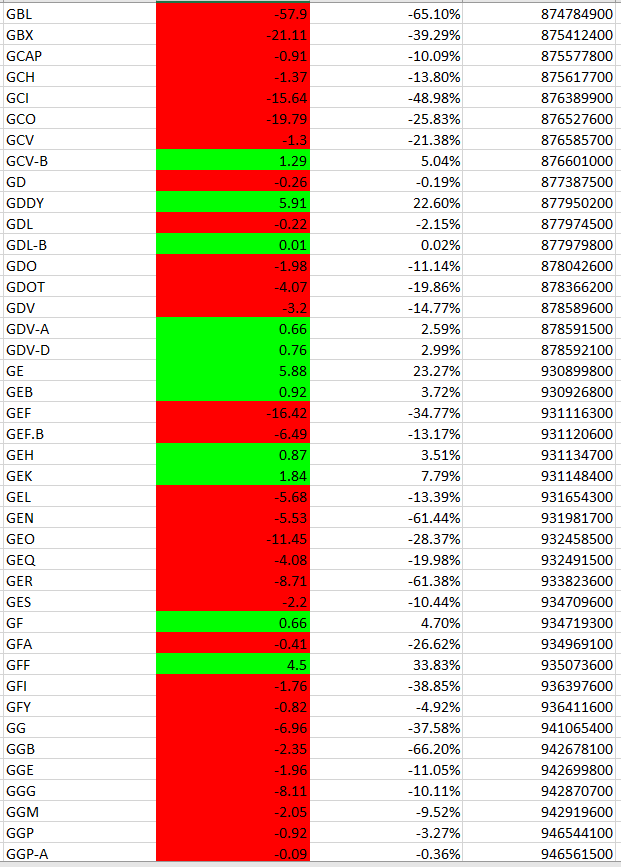 GBL -57.9 -65.10% 874784900
GBX -21.11 -39.29% 875412400
GCAP -0.91 -10.09% 875577800
GCH -1.37 -13.80% 875617700
GCI -15.64 -48.98% 876389900
GCO -19.79 -25.83% 876527600
GCV -1.3 -21.38% 876585700
GCV-B 1.29 5.04% 876601000
GD -0.26 -0.19% 877387500
GDDY 5.91 22.60% 877950200
GDL -0.22 -2.15% 877974500
GDL-B 0.01 0.02% 877979800
GDO -1.98 -11.14% 878042600
GDOT -4.07 -19.86% 878366200
GDV -3.2 -14.77% 878589600
GDV-A 0.66 2.59% 878591500
GDV-D 0.76 2.99% 878592100
GE 5.88 23.27% 930899800
GEB 0.92 3.72% 930926800
GEF -16.42 -34.77% 931116300
GEF.B -6.49 -13.17% 931120600
GEH 0.87 3.51% 931134700
GEK 1.84 7.79% 931148400
GEL -5.68 -13.39% 931654300
GEN -5.53 -61.44% 931981700
GEO -11.45 -28.37% 932458500
GEQ -4.08 -19.98% 932491500
GER -8.71 -61.38% 933823600
GES -2.2 -10.44% 934709600
GF 0.66 4.70% 934719300
GFA -0.41 -26.62% 934969100
GFF 4.5 33.83% 935073600
GFI -1.76 -38.85% 936397600
GFY -0.82 -4.92% 936411600
GG -6.96 -37.58% 941065400
GGB -2.35 -66.20% 942678100
GGE -1.96 -11.05% 942699800
GGG -8.11 -10.11% 942870700
GGM -2.05 -9.52% 942919600
GGP -0.92 -3.27% 946544100
GGP-A -0.09 -0.36% 946561500